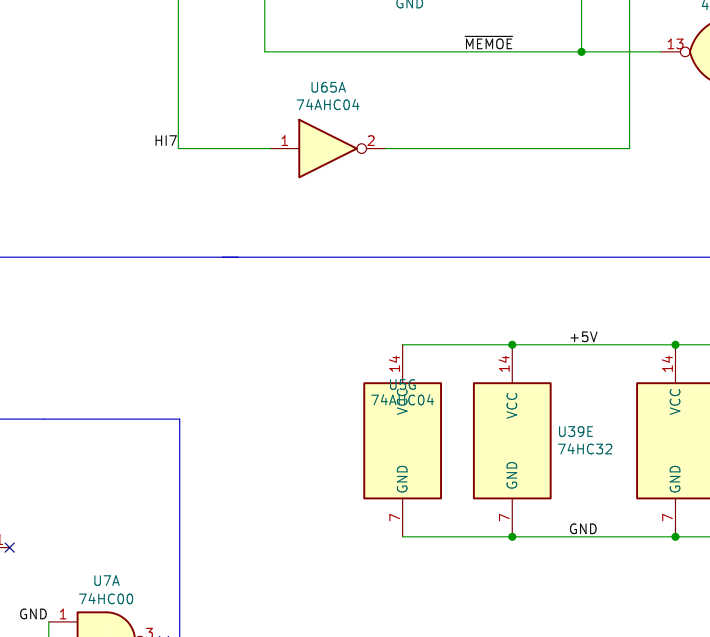 GND
4
MEMOE
13
U65A
74AHC04
HI7
1
2
+5V
14
14
14
U5G
74AHC04
VCC
VCC
VCC
U39E
74HC32
GND
GND
GND
7
7
7
GND
U7A
74HC00
GND
1
3